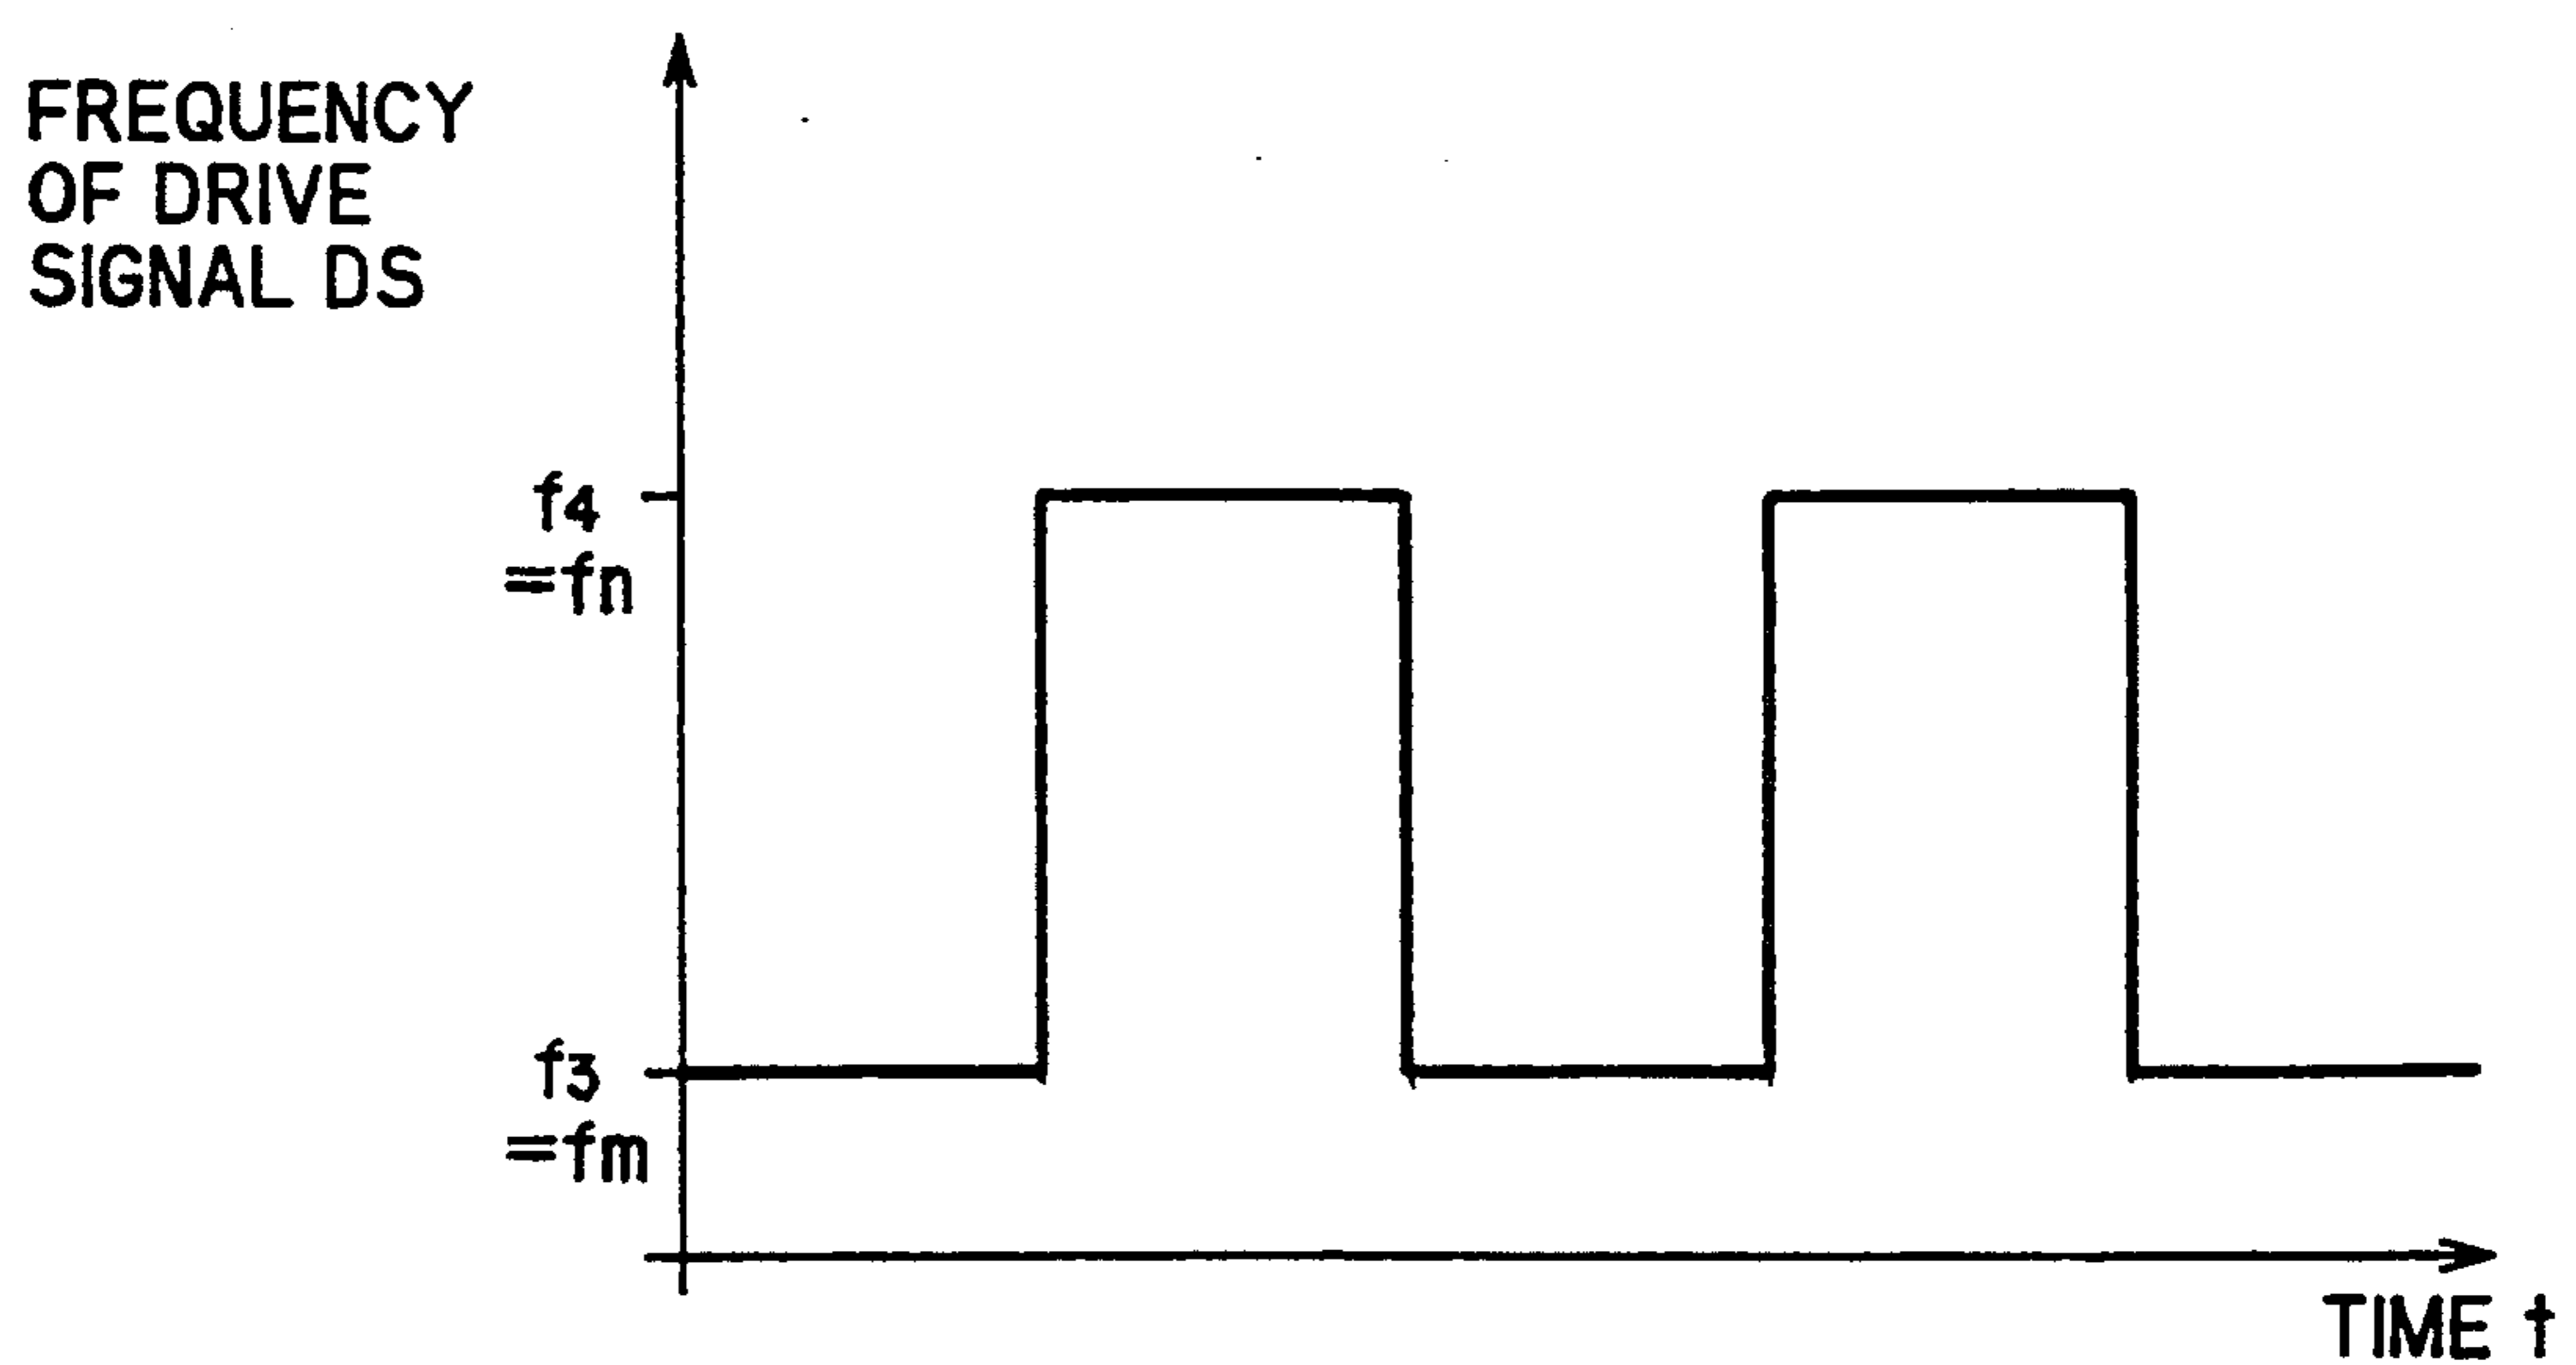 FREQUENCY
OF DRIVE
SIGNAL DS
f4
=fn
f3
=fm
TIME t